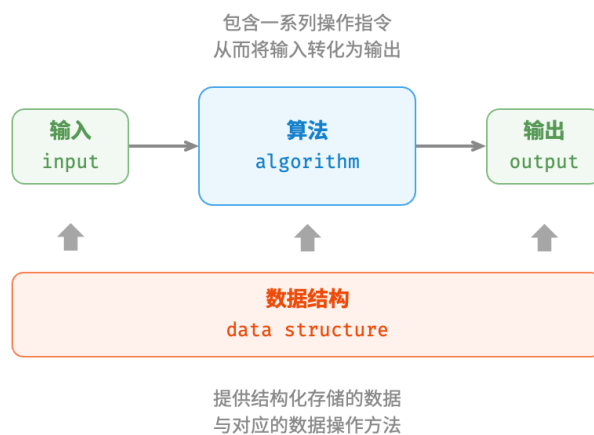 包含一系列操作指令
从而将输入转化为输出
输入
input
算法
algorithm
输出
output
数据结构
data structure
提供结构化存储的数据
与对应的数据操作方法